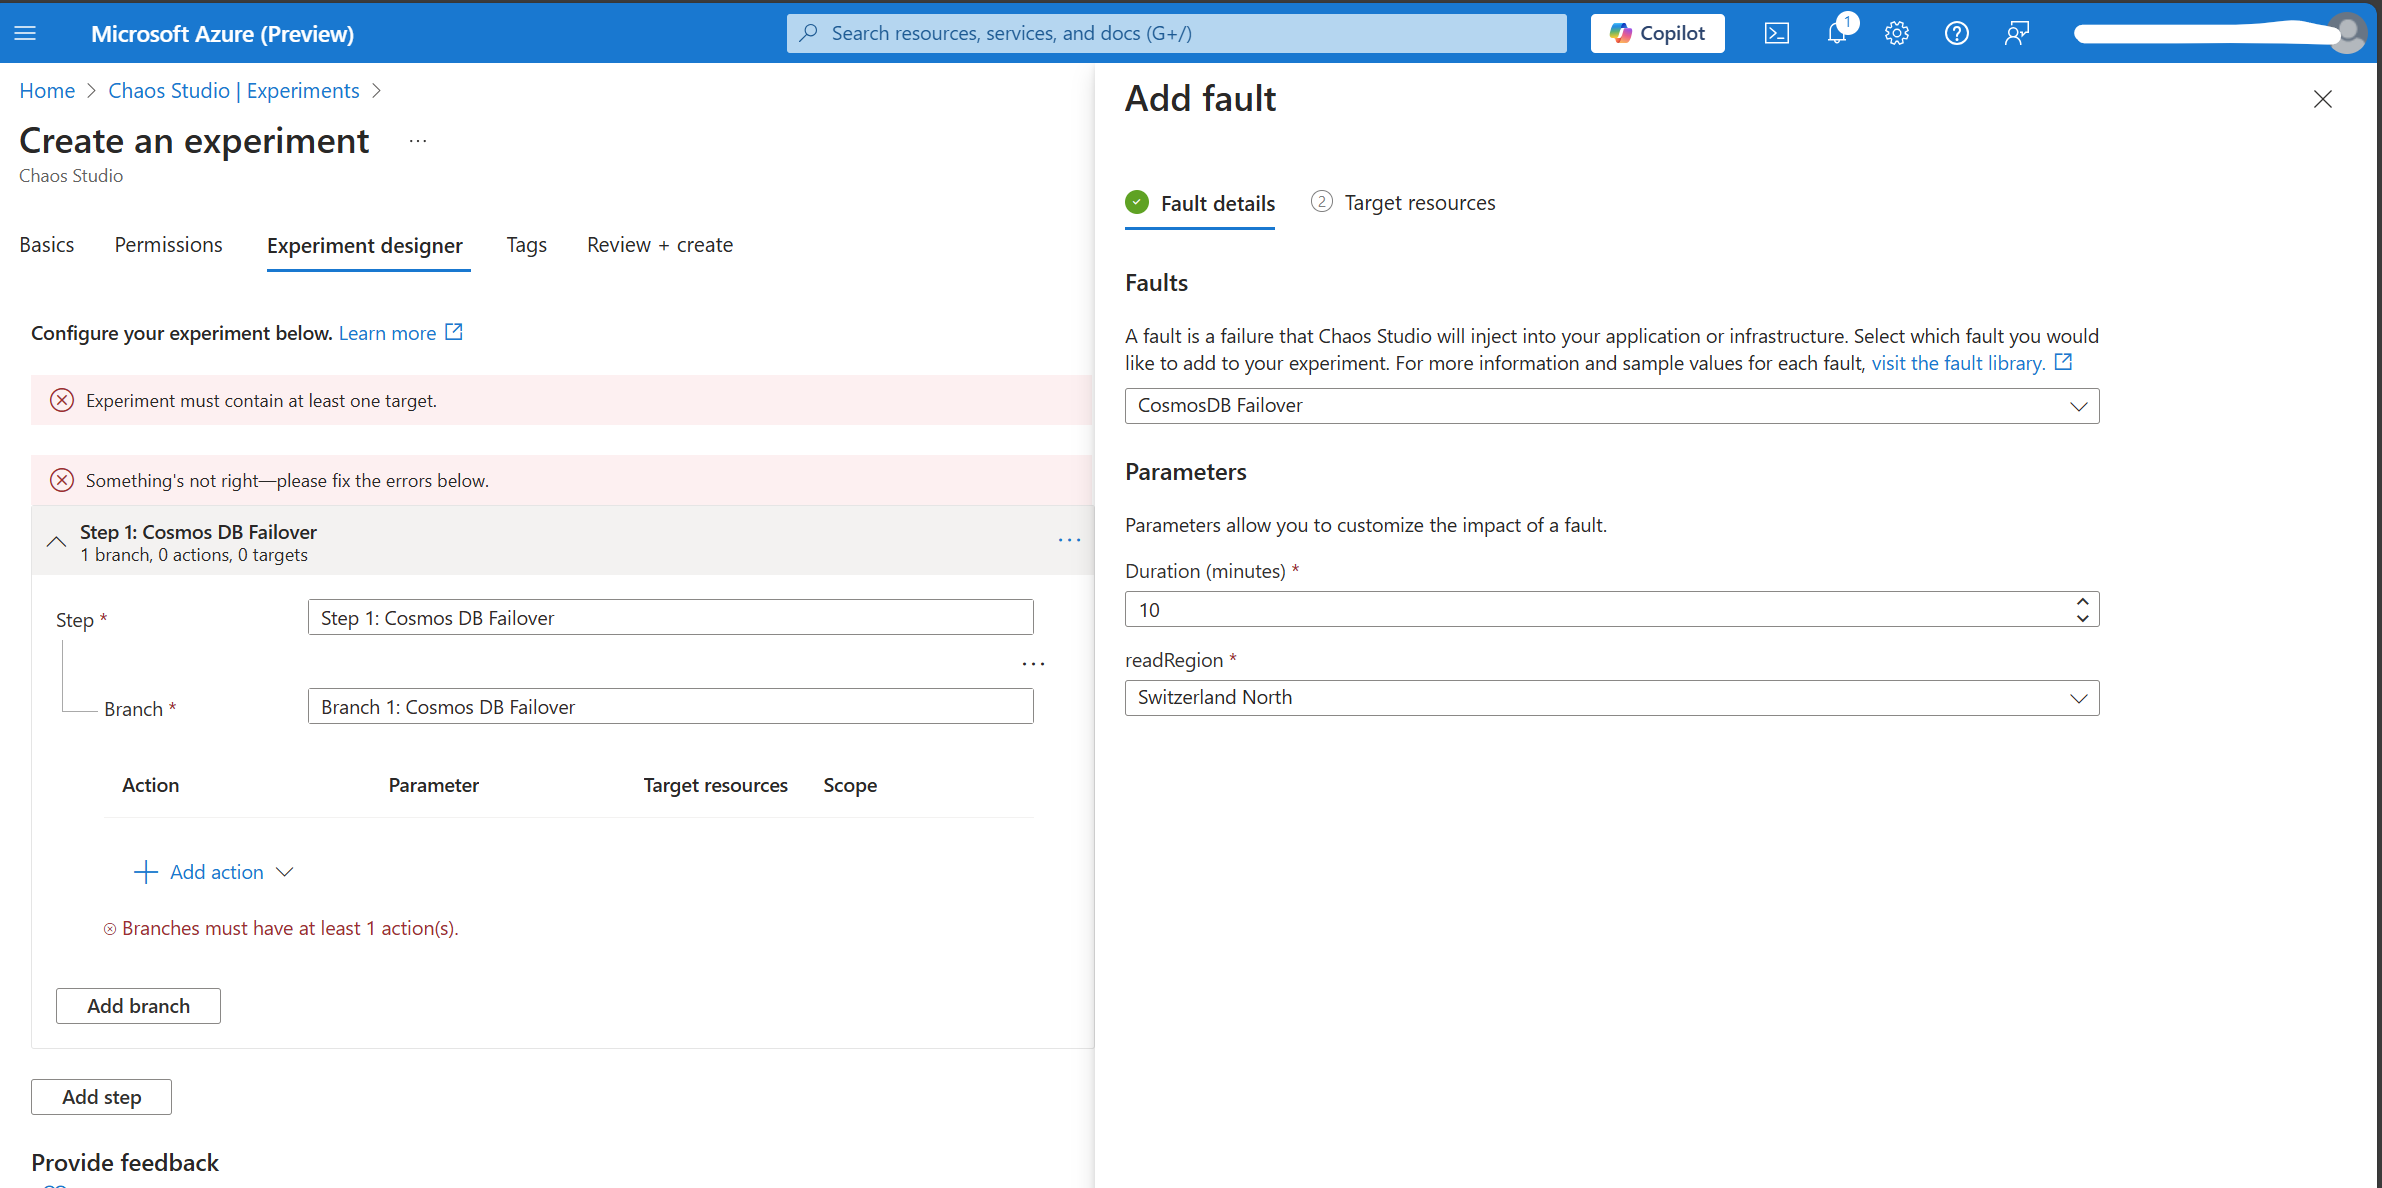 Microsoft Azure (Preview)
Search resources, services, and docs (G+/)
Copilot
1
Home > Chaos Studio | Experiments >
Create an experiment ...
Chaos Studio
Basics Permissions Experiment designer Tags Review + create
Configure your experiment below. Learn more
Experiment must contain at least one target.
Something's not right—please fix the errors below.
Step 1: Cosmos DB Failover
1 branch, 0 actions, 0 targets
Step *
Step 1: Cosmos DB Failover
Branch *
Branch 1: Cosmos DB Failover
Action Parameter Target resources Scope
Add action
Branches must have at least 1 action(s).
Add branch
Add step
Provide feedback
Add fault
Fault details 2 Target resources
Faults
A fault is a failure that Chaos Studio will inject into your application or infrastructure. Select which fault you would
like to add to your experiment. For more information and sample values for each fault, visit the fault library.
CosmosDB Failover
Parameters
Parameters allow you to customize the impact of a fault.
Duration (minutes) *
10
readRegion *
Switzerland North